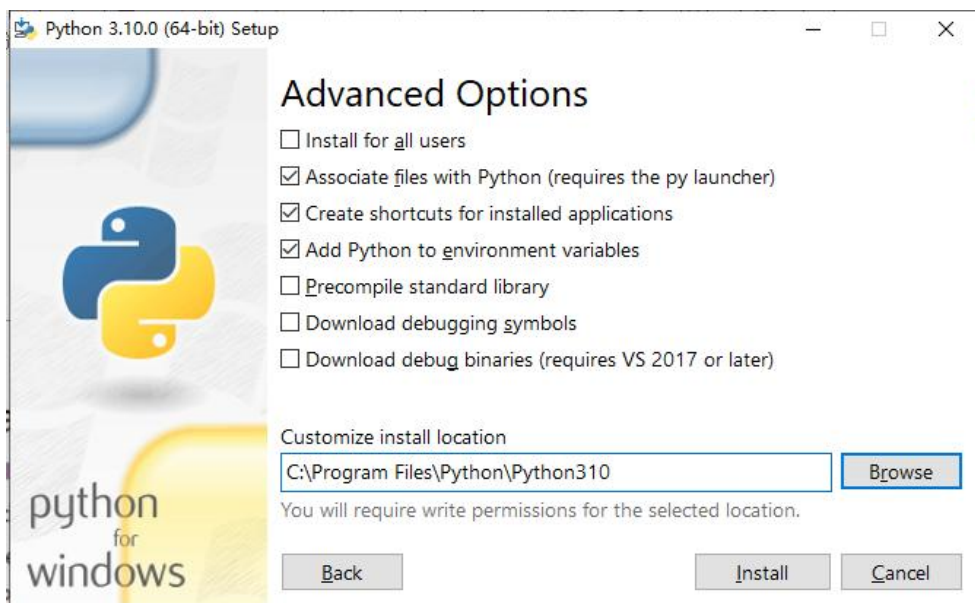 Python 3.10.0 (64-bit) Setup
Advanced Options
Install for all users
Associate files with Python (requires the py launcher)
Create shortcuts for installed applications
Add Python to environment variables
Precompile standard library
Download debugging symbols
Download debug binaries (requires VS 2017 or later)
Customize install location
C:\Program Files\Python\Python310
Browse
You will require write permissions for the selected location.
python
for
windows
Back
Install
Cancel